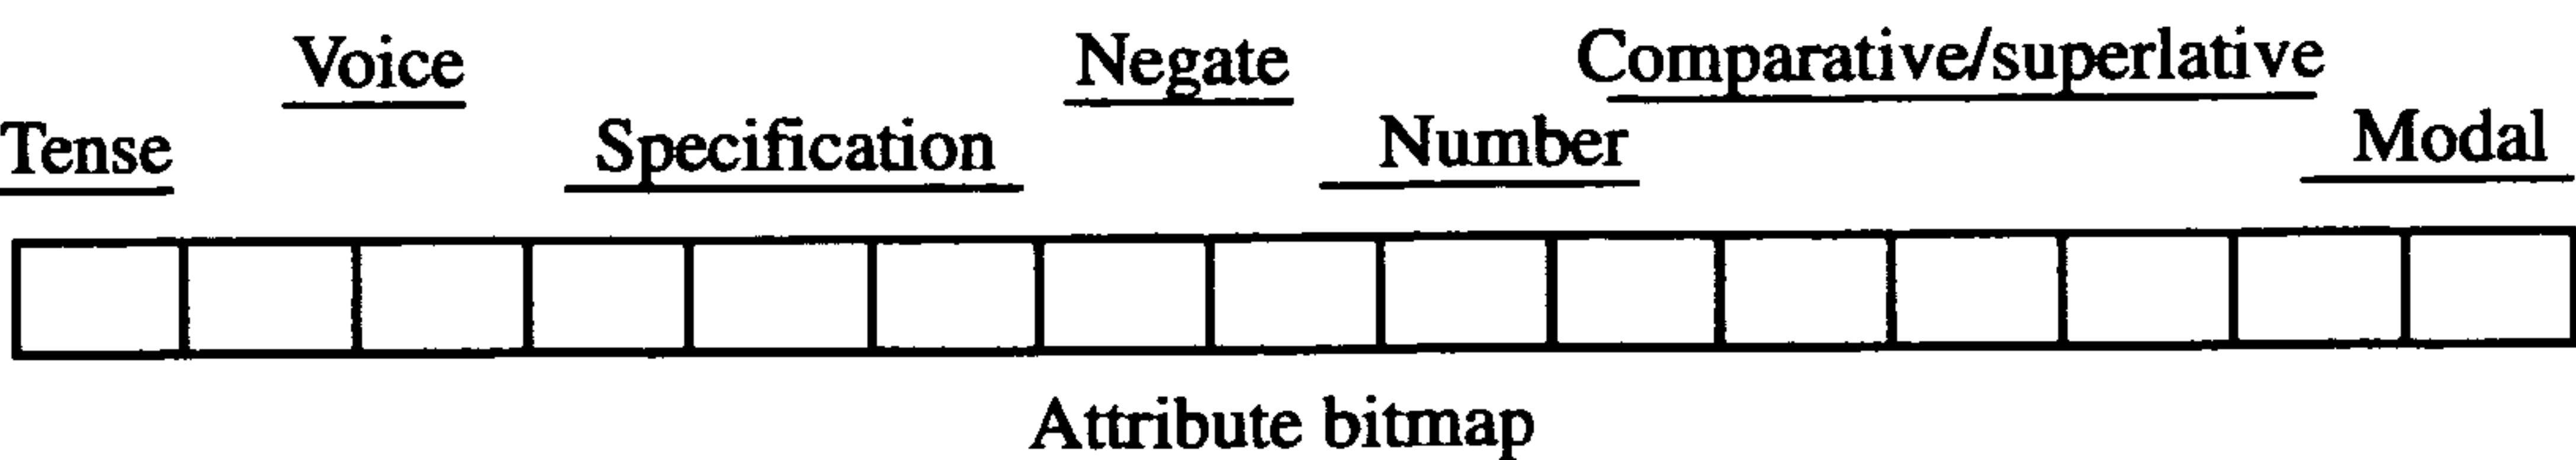 Voice Negate Comparative/superlative
Tense Specification Number Modal
Attribute bitmap